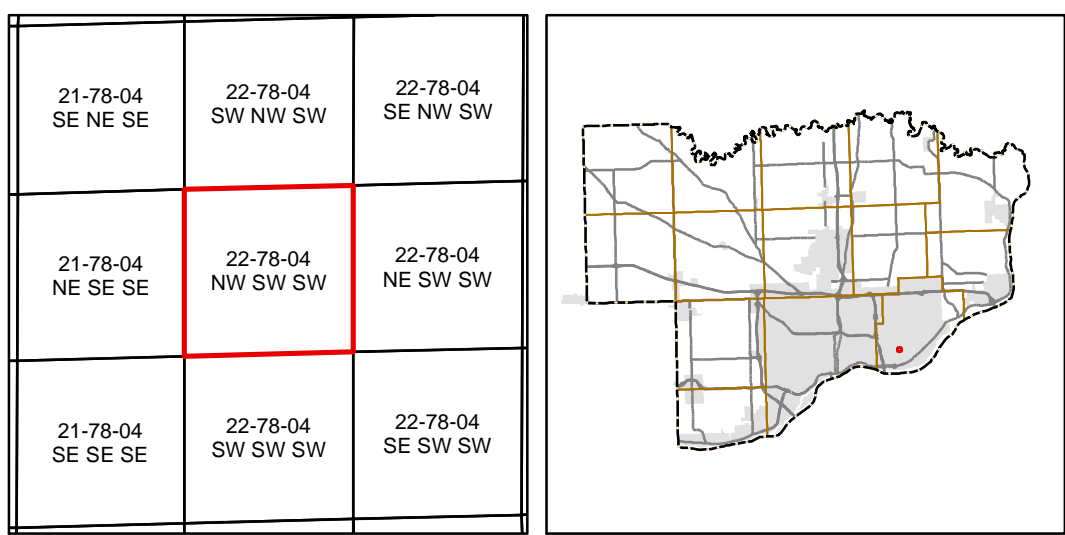 21-78-04
SE NE SE
22-78-04
SW NW SW
22-78-04
SE NW SW
21-78-04
NE SE SE
22-78-04
NW SW SW
22-78-04
NE SW SW
21-78-04
SE SE SE
22-78-04
SW SW SW
22-78-04
SE SW SW